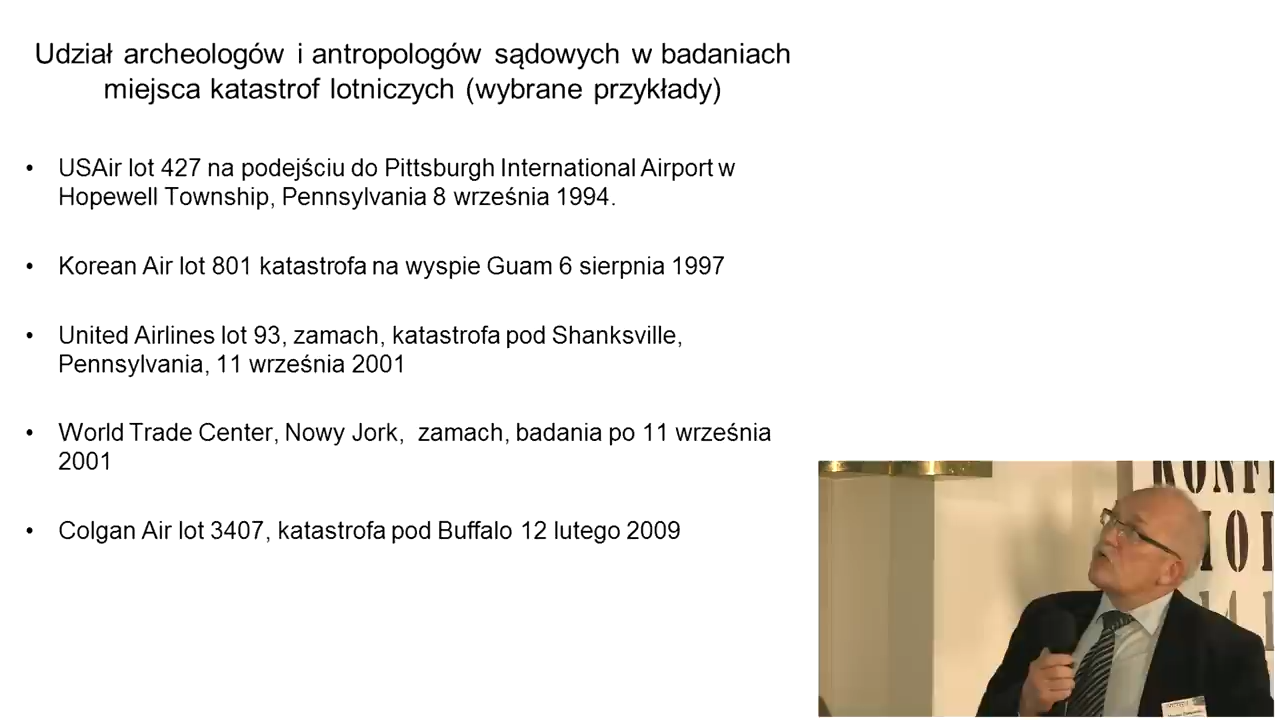 Udział archeologów i antropologów sądowych w badaniach
miejsca katastrof lotniczych (wybrane przykłady)
• USAir lot 427 na podejściu do Pittsburgh International Airport w
Hopewell Township, Pennsylvania 8 września 1994.
• Korean Air lot 801 katastrofa na wyspie Guam 6 sierpnia 1997
• United Airlines lot 93, zamach, katastrofa pod Shanksville,
Pennsylvania, 11 września 2001
• World Trade Center, Nowy Jork,  zamach, badania po 11 września
2001
• Colgan Air lot 3407, katastrofa pod Buffalo 12 lutego 2009
KONF